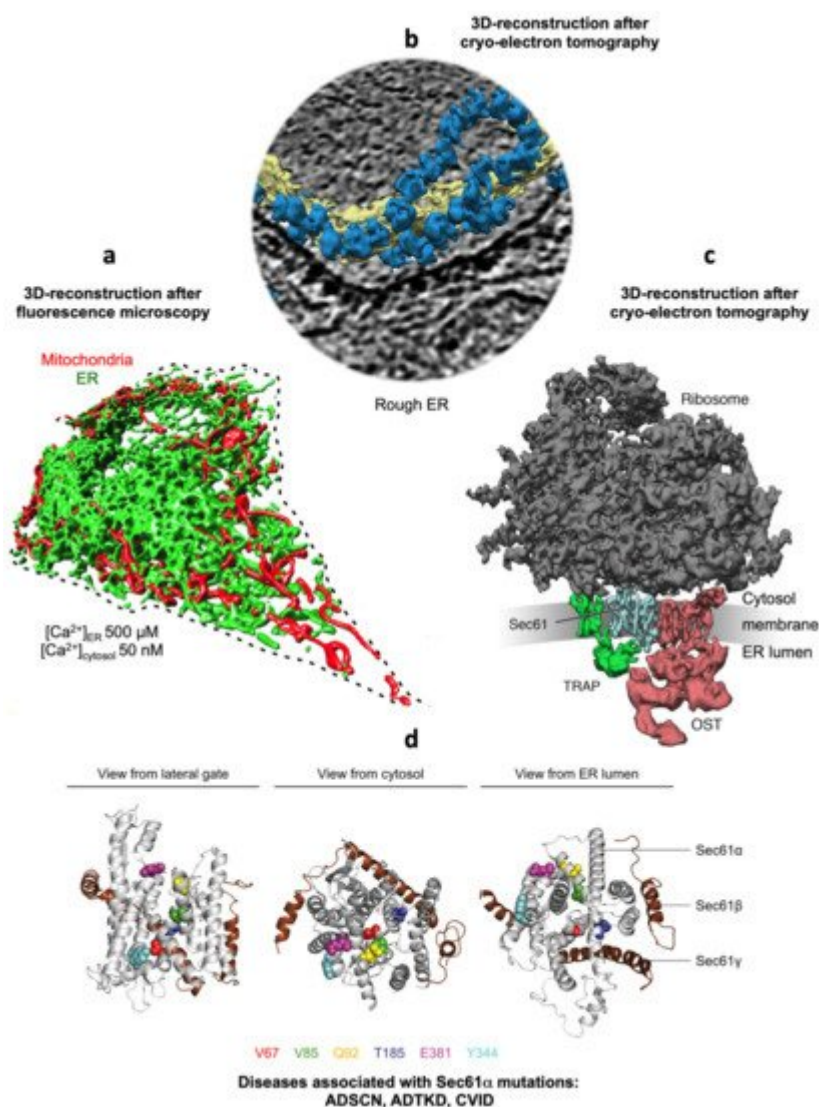 b
3D-reconstruction after
cryo-electron tomography
a
3D-reconstruction after
fluorescence microscopy
Mitochondria
ER
[Ca²⁺]ER 500 µM
[Ca²⁺]cytosol 50 nM
Rough ER
c
3D-reconstruction after
cryo-electron tomography
Ribosome
Cytosol
Sec61
membrane
ER lumen
TRAP
OST
d
View from lateral gate
View from cytosol
View from ER lumen
Sec61α
Sec61β
Sec61γ
V67 V85 Q92 T185 E381 Y344
Diseases associated with Sec61α mutations:
ADSCN, ADTKD, CVID